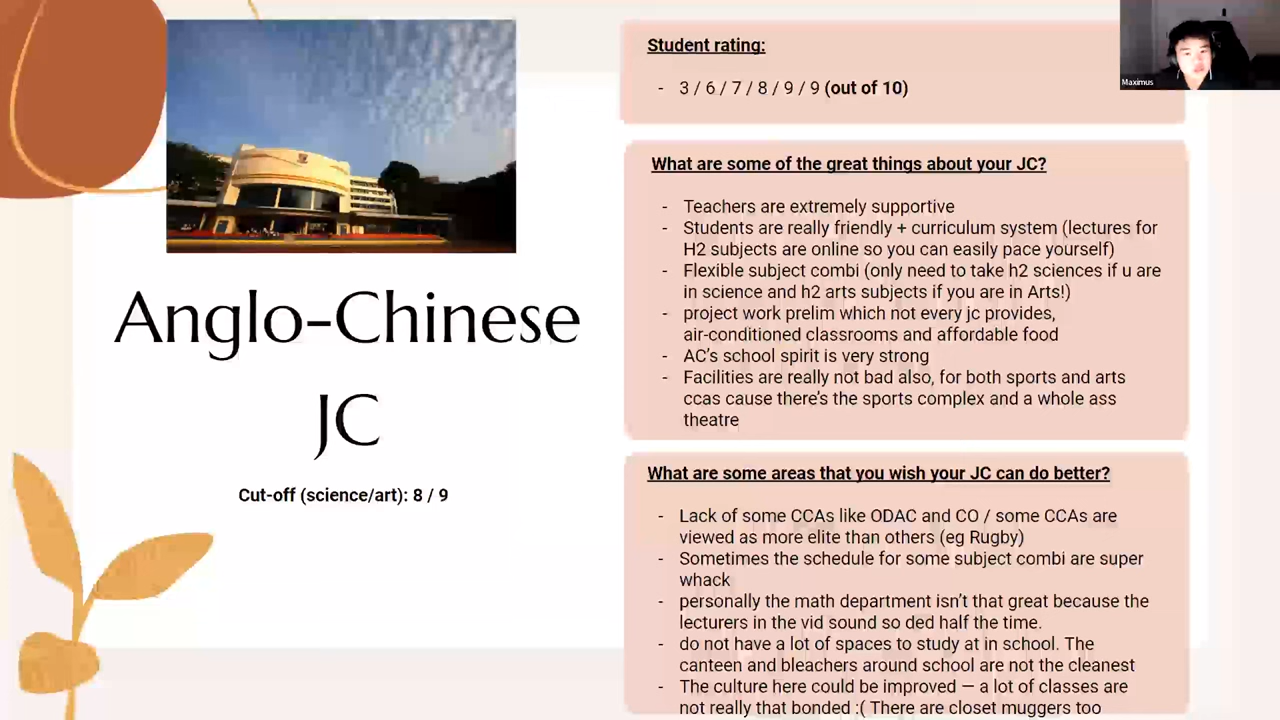 Anglo-Chinese
JC
Cut-off (science/art): 8 / 9
Student rating:
- 3 / 6 / 7 / 8 / 9 / 9 (out of 10)
Maximus
What are some of the great things about your JC?
- Teachers are extremely supportive
- Students are really friendly + curriculum system (lectures for
H2 subjects are online so you can easily pace yourself)
- Flexible subject combi (only need to take h2 sciences if u are
in science and h2 arts subjects if you are in Arts!)
- project work prelim which not every jc provides,
air-conditioned classrooms and affordable food
- AC's school spirit is very strong
- Facilities are really not bad also, for both sports and arts
ccas cause there's the sports complex and a whole ass
theatre
What are some areas that you wish your JC can do better?
- Lack of some CCAs like ODAC and CO / some CCAs are
viewed as more elite than others (eg Rugby)
- Sometimes the schedule for some subject combi are super
whack
- personally the math department isn't that great because the
lecturers in the vid sound so ded half the time.
- do not have a lot of spaces to study at in school. The
canteen and bleachers around school are not the cleanest
- The culture here could be improved — a lot of classes are
not really that bonded :( There are closet muggers too